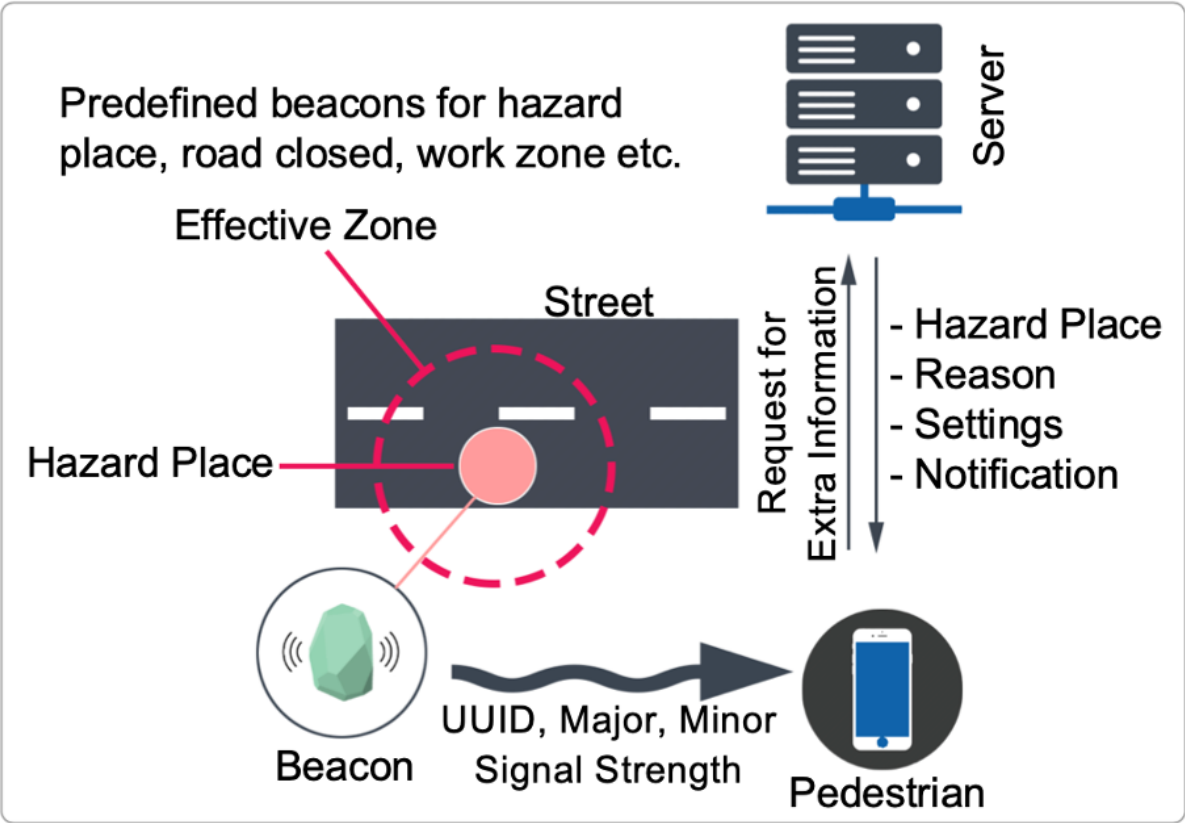 Predefined beacons for hazard
place, road closed, work zone etc.
Server
Effective Zone
Street
Hazard Place
Request for
Extra Information
- Hazard Place
- Reason
- Settings
- Notification
Beacon
UUID, Major, Minor
Signal Strength
Pedestrian